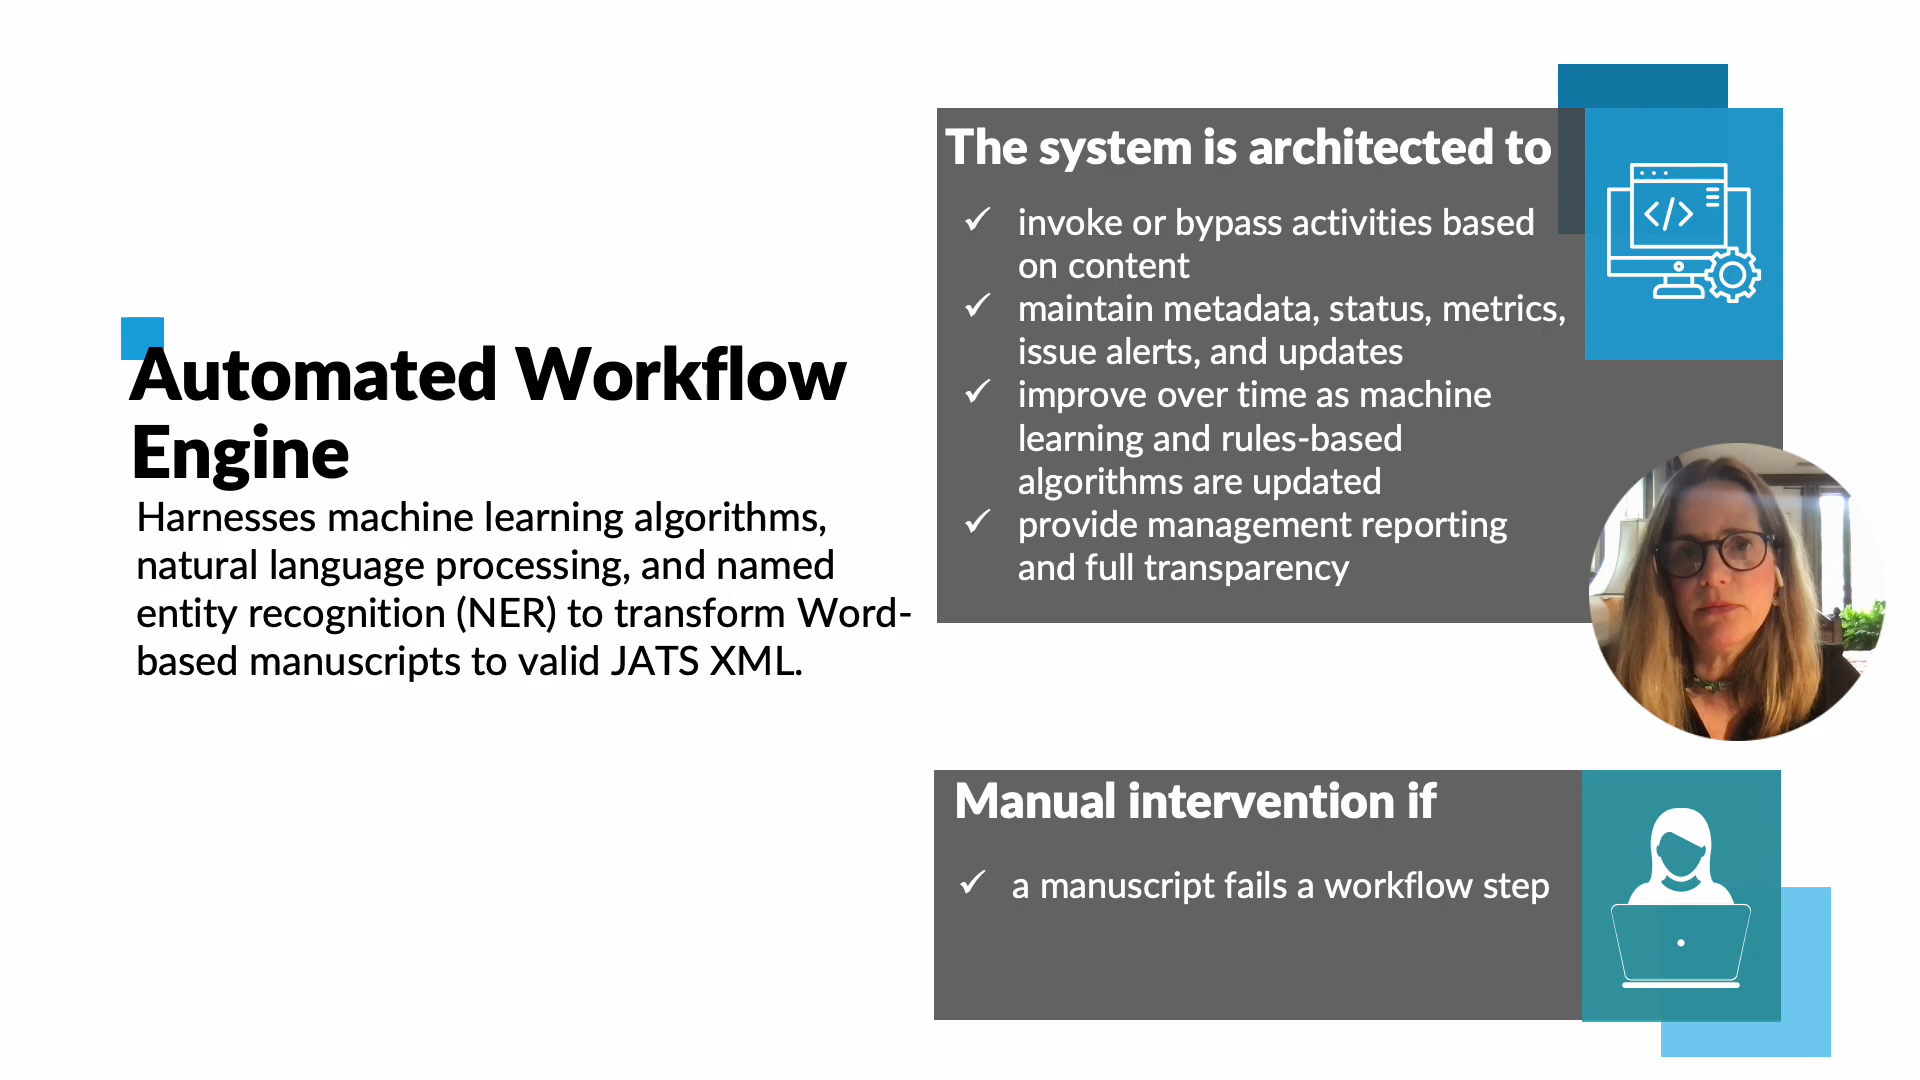 Automated Workflow
Engine
Harnesses machine learning algorithms,
natural language processing, and named
entity recognition (NER) to transform Word-
based manuscripts to valid JATS XML.
The system is architected to
✓ invoke or bypass activities based
on content
✓ maintain metadata, status, metrics,
issue alerts, and updates
✓ improve over time as machine
learning and rules-based
algorithms are updated
✓ provide management reporting
and full transparency
</>
Manual intervention if
✓ a manuscript fails a workflow step